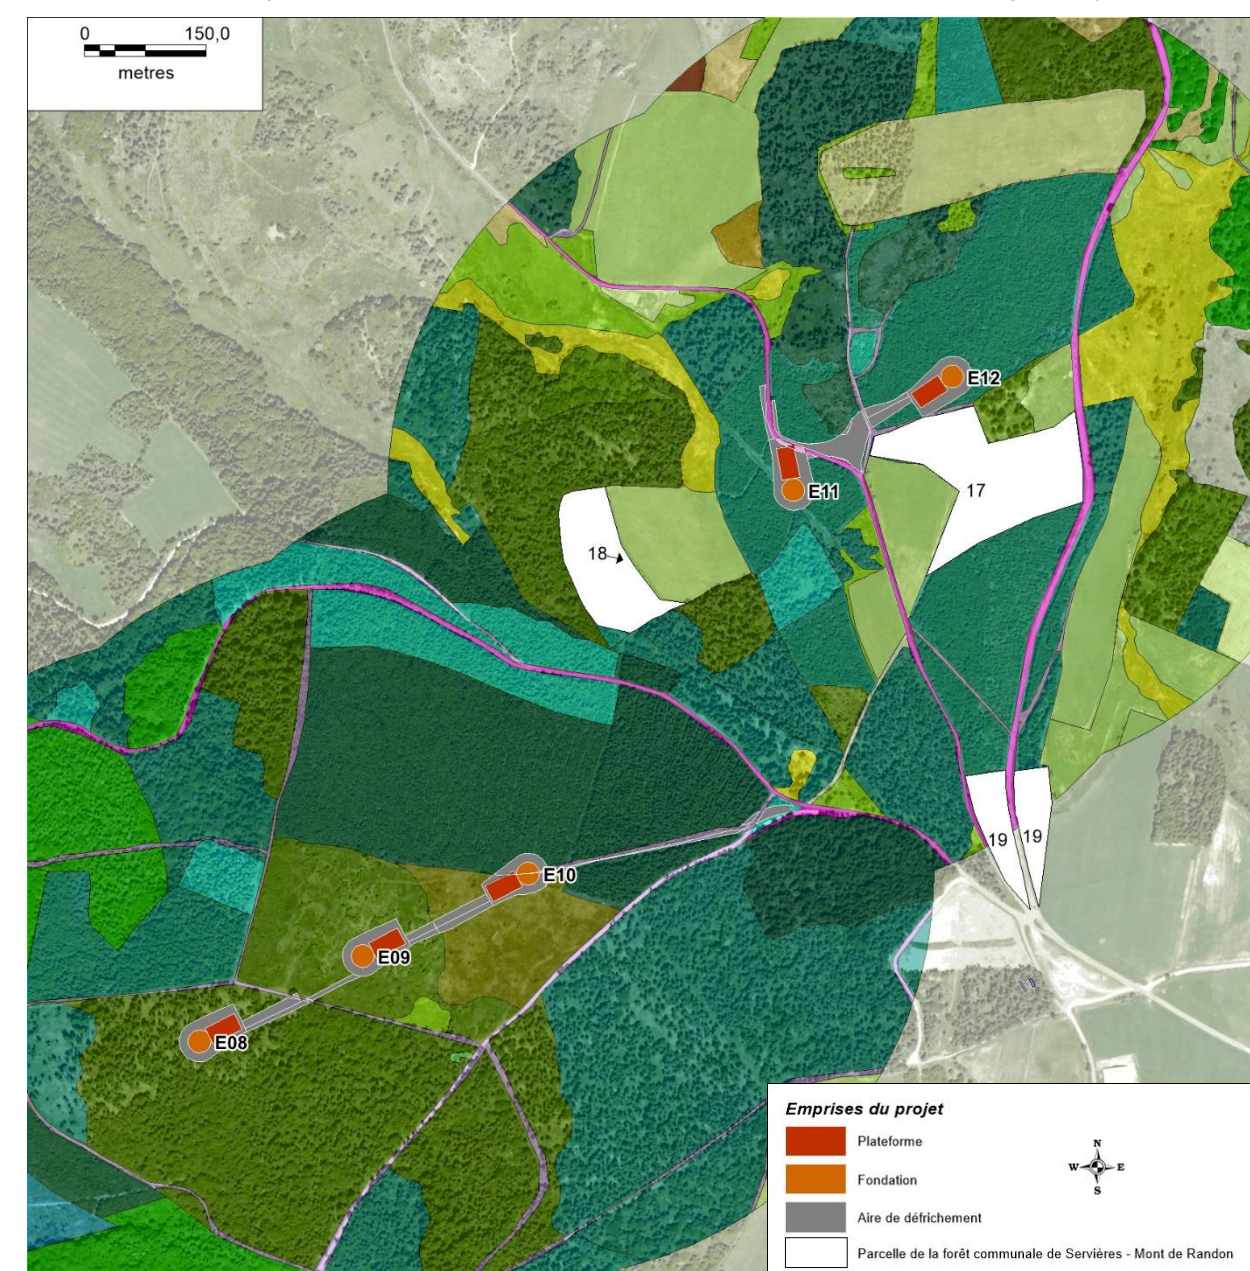 0 150,0
metres
E12
E11
17
18
19 19
E10
E09
E08
Emprises du projet
Plateforme
Fondation
Aire de défrichement
Parcelle de la forêt communale de Servières - Mont de Randon
N
W E
S